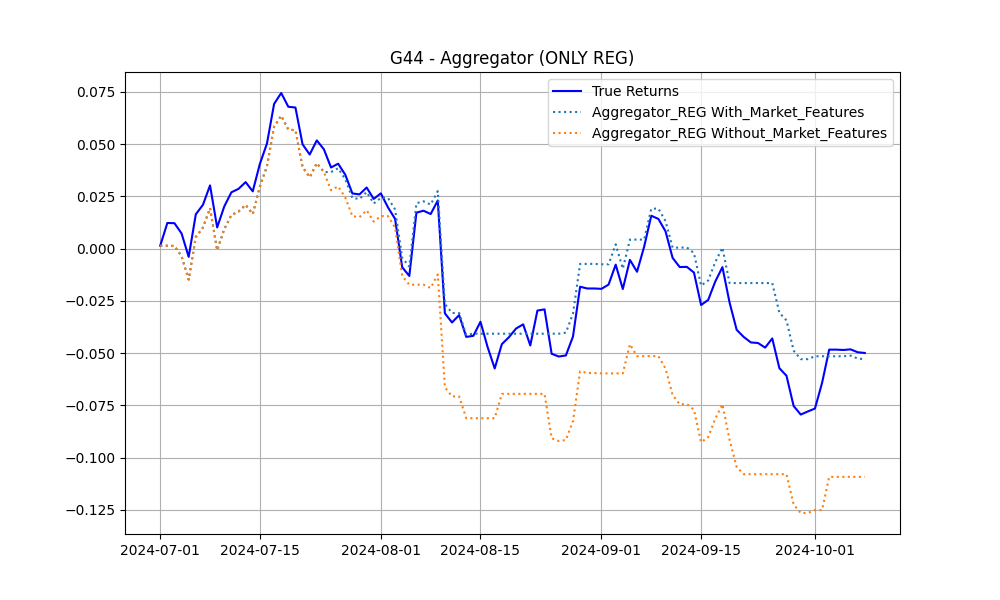 G44 - Aggregator (ONLY REG)
True Returns
Aggregator_REG With_Market_Features
Aggregator_REG Without_Market_Features
0.075
0.050
0.025
0.000
−0.025
−0.050
−0.075
−0.100
−0.125
2024-07-01 2024-07-15 2024-08-01 2024-08-15 2024-09-01 2024-09-15 2024-10-01